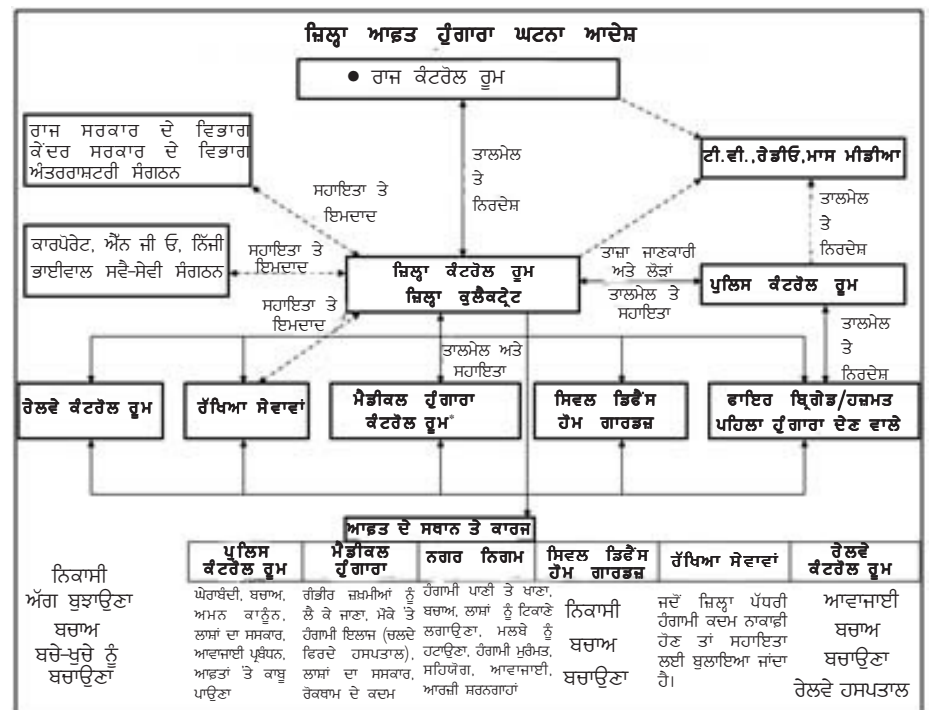 ਜ਼ਿਲ੍ਹਾ ਆਫ਼ਤ ਹੁੰਗਾਰਾ ਘਟਨਾ ਆਦੇਸ਼
● ਰਾਜ ਕੰਟਰੋਲ ਰੂਮ
ਰਾਜ ਸਰਕਾਰ ਦੇ ਵਿਭਾਗ
ਕੇਂਦਰ ਸਰਕਾਰ ਦੇ ਵਿਭਾਗ
ਅੰਤਰਰਾਸ਼ਟਰੀ ਸੰਗਠਨ
ਤਾਲਮੇਲ
ਤੇ
ਨਿਰਦੇਸ਼
ਟੀ.ਵੀ.,ਰੇਡੀਓ,ਮਾਸ ਮੀਡੀਆ
ਸਹਾਇਤਾ ਤੇ
ਇਮਦਾਦ
ਤਾਲਮੇਲ
ਤੇ
ਨਿਰਦੇਸ਼
ਕਾਰਪੋਰੇਟ, ਐੱਨ ਜੀ ਓ, ਨਿੱਜੀ
ਭਾਈਵਾਲ ਸਵੈ-ਸੇਵੀ ਸੰਗਠਨ
ਸਹਾਇਤਾ ਤੇ
ਇਮਦਾਦ
ਜ਼ਿਲ੍ਹਾ ਕੰਟਰੋਲ ਰੂਮ
ਜ਼ਿਲ੍ਹਾ ਕੁਲੈਕਟ੍ਰੇਟ
ਤਾਜ਼ਾ ਜਾਣਕਾਰੀ
ਅਤੇ ਲੋੜਾਂ
ਤਾਲਮੇਲ ਤੇ
ਸਹਾਇਤਾ
ਪੁਲਿਸ ਕੰਟਰੋਲ ਰੂਮ
ਸਹਾਇਤਾ ਤੇ
ਇਮਦਾਦ
ਤਾਲਮੇਲ ਅਤੇ
ਸਹਾਇਤਾ
ਤਾਲਮੇਲ
ਤੇ
ਨਿਰਦੇਸ਼
ਰੇਲਵੇ ਕੰਟਰੋਲ ਰੂਮ
ਰੱਖਿਆ ਸੇਵਾਵਾਂ
ਮੈਡੀਕਲ ਹੁੰਗਾਰਾ
ਕੰਟਰੋਲ ਰੂਮ*
ਸਿਵਲ ਡਿਫੈਂਸ
ਹੋਮ ਗਾਰਡਜ਼
ਫਾਇਰ ਬ੍ਰਿਗੇਡ/ਹਜ਼ਮਤ
ਪਹਿਲਾ ਹੁੰਗਾਰਾ ਦੇਣ ਵਾਲੇ
ਆਫ਼ਤ ਦੇ ਸਥਾਨ ਤੇ ਕਾਰਜ
ਨਿਕਾਸੀ
ਅੱਗ ਬੁਝਾਉਣਾ
ਬਚਾਅ
ਬਚੇ-ਖੁਚੇ ਨੂੰ
ਬਚਾਉਣਾ
ਪੁਲਿਸ
ਕੰਟਰੋਲ ਰੂਮ
ਘੇਰਾਬੰਦੀ, ਬਚਾਅ,
ਅਮਨ ਕਾਨੂੰਨ,
ਲਾਸ਼ਾਂ ਦਾ ਸਸਕਾਰ,
ਆਵਾਜਾਈ ਪ੍ਰਬੰਧਨ,
ਆਫ਼ਤਾਂ 'ਤੇ ਕਾਬੂ
ਪਾਉਣਾ
ਮੈਡੀਕਲ
ਹੁੰਗਾਰਾ
ਗੰਭੀਰ ਜ਼ਖ਼ਮੀਆਂ ਨੂੰ
ਲੈ ਕੇ ਜਾਣਾ, ਮੌਕੇ 'ਤੇ
ਹੰਗਾਮੀ ਇਲਾਜ (ਚਲਦੇ
ਫਿਰਦੇ ਹਸਪਤਾਲ),
ਲਾਸ਼ਾਂ ਦਾ ਸਸਕਾਰ,
ਰੋਕਥਾਮ ਦੇ ਕਦਮ
ਨਗਰ ਨਿਗਮ
ਹੰਗਾਮੀ ਪਾਣੀ ਤੇ ਖਾਣਾ,
ਬਚਾਅ, ਲਾਸ਼ਾਂ ਨੂੰ ਟਿਕਾਣੇ
ਲਗਾਉਣਾ, ਮਲਬੇ ਨੂੰ
ਹਟਾਉਣਾ, ਹੰਗਾਮੀ ਮੁਰੰਮਤ,
ਸਹਿਯੋਗ, ਆਵਾਜਾਈ,
ਆਰਜ਼ੀ ਸ਼ਰਨਗਾਹਾਂ
ਸਿਵਲ ਡਿਫੈਂਸ
ਹੋਮ ਗਾਰਡਜ਼
ਨਿਕਾਸੀ
ਬਚਾਅ
ਬਚਾਉਣਾ
ਰੱਖਿਆ ਸੇਵਾਵਾਂ
ਜਦੋਂ ਜ਼ਿਲ੍ਹਾ ਪੱਧਰੀ
ਹੰਗਾਮੀ ਕਦਮ ਨਾਕਾਫ਼ੀ
ਹੋਣ ਤਾਂ ਸਹਾਇਤਾ
ਲਈ ਬੁਲਾਇਆ ਜਾਂਦਾ
ਹੈ।
ਰੇਲਵੇ
ਕੰਟਰੋਲ ਰੂਮ
ਆਵਾਜਾਈ
ਬਚਾਅ
ਬਚਾਉਣਾ
ਰੇਲਵੇ ਹਸਪਤਾਲ